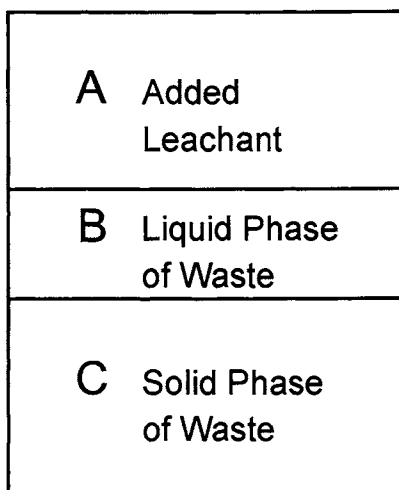 A Added
Leachant
B Liquid Phase
of Waste
C Solid Phase
of Waste